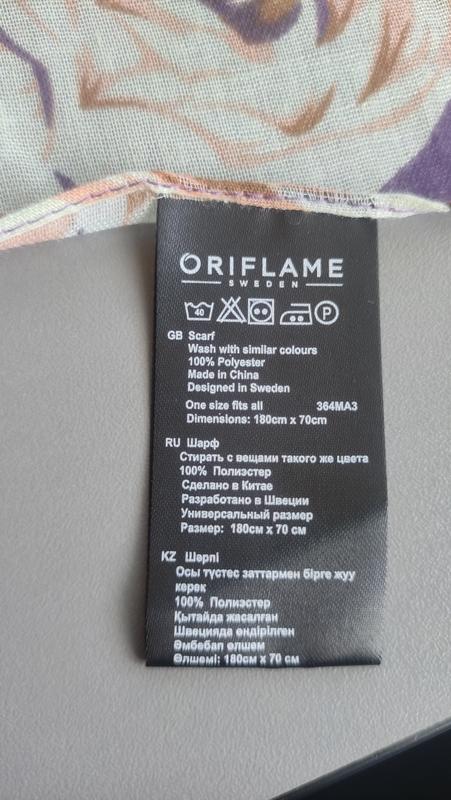 ORIFLAME
SWEDEN
40 P
GB Scarf
Wash with similar colours
100% Polyester
Made in China
Designed in Sweden
One size fits all 364MA3
Dimensions: 180cm x 70cm
RU Шарф
Стирать с вещами такого же цвета
100% Полиэстер
Сделано в Китае
Разработано в Швеции
Универсальный размер
Размер: 180см х 70 см
KZ Шәрпі
Осы түстес заттармен бірге жуу
керек
100% Полиэстер
Қытайда жасалған
Швецияда өндірілген
Әмбебап өлшем
Өлшемі: 180см х 70 см